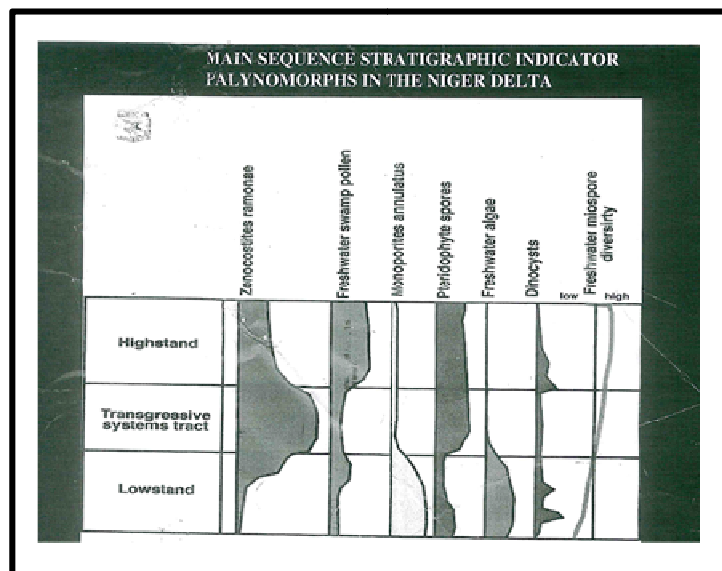 MAIN SEQUENCE STRATIGRAPHIC INDICATOR
PALYNOMORPHS IN THE NIGER DELTA
Zonocostites ramonae
Freshwater swamp pollen
Monoporites annulatus
Pteridophyte spores
Freshwater algae
Dinocysts
Freshwater miospore
diversirty
low
high
Highstand
Transgressive
systems tract
Lowstand